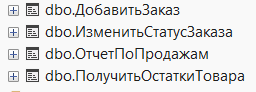 dbo.ДобавитьЗаказ
dbo.ИзменитьСтатусЗаказа
dbo.ОтчетПоПродажам
dbo.ПолучитьОстаткиТовара